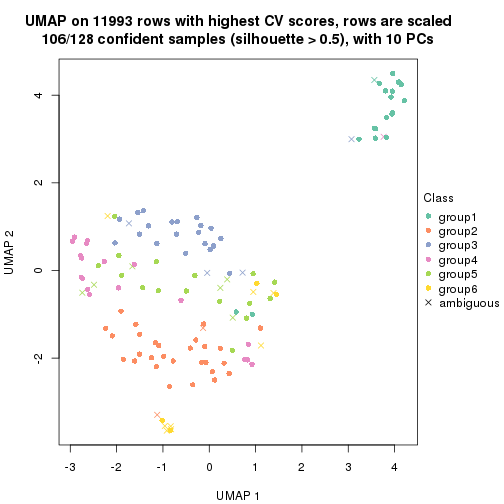 UMAP on 11993 rows with highest CV scores, rows are scaled
106/128 confident samples (silhouette > 0.5), with 10 PCs
4
2
0
-2
UMAP 2
-3
-2
-1
0
1
2
3
4
UMAP 1
Class
group1
group2
group3
group4
group5
group6
ambiguous